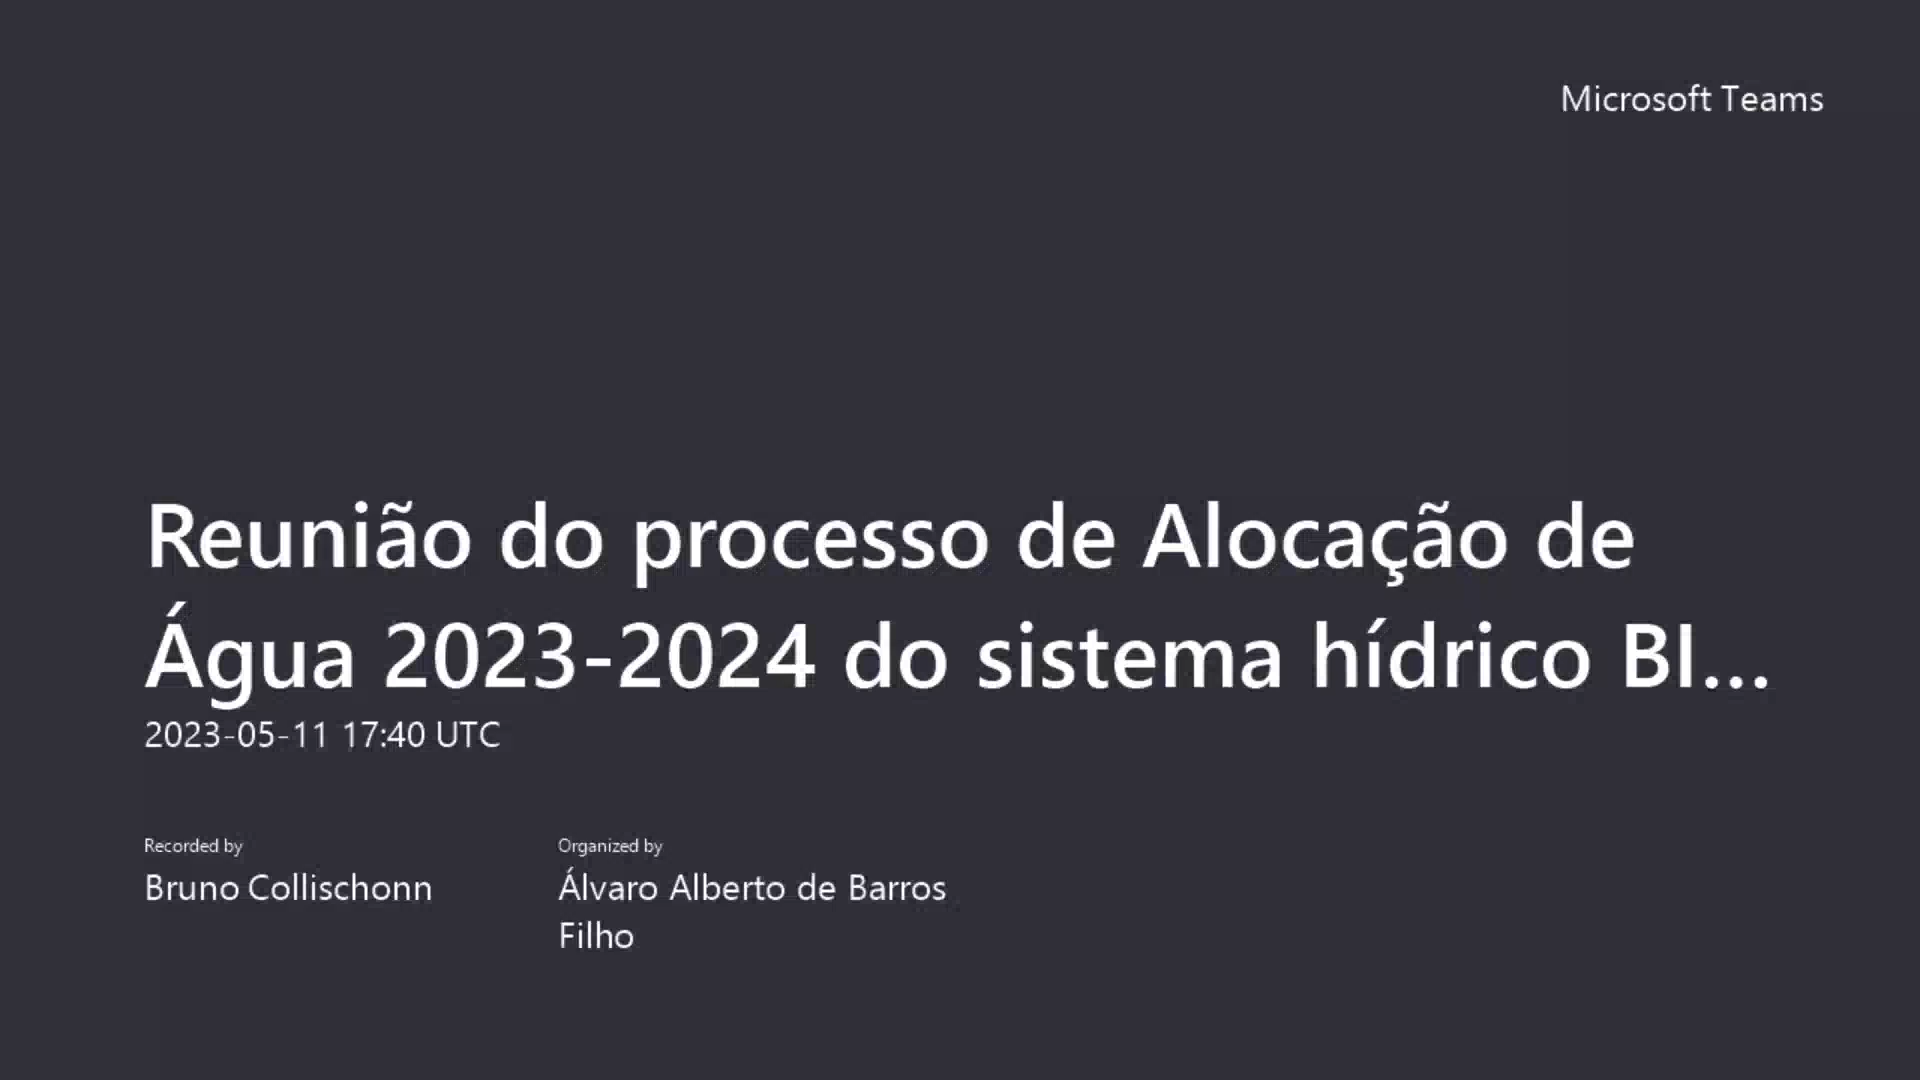 Microsoft Teams
Reunião do processo de Alocação de
Água 2023-2024 do sistema hídrico BI...
2023-05-11 17:40 UTC
Recorded by
Bruno Collischonn
Organized by
Álvaro Alberto de Barros
Filho